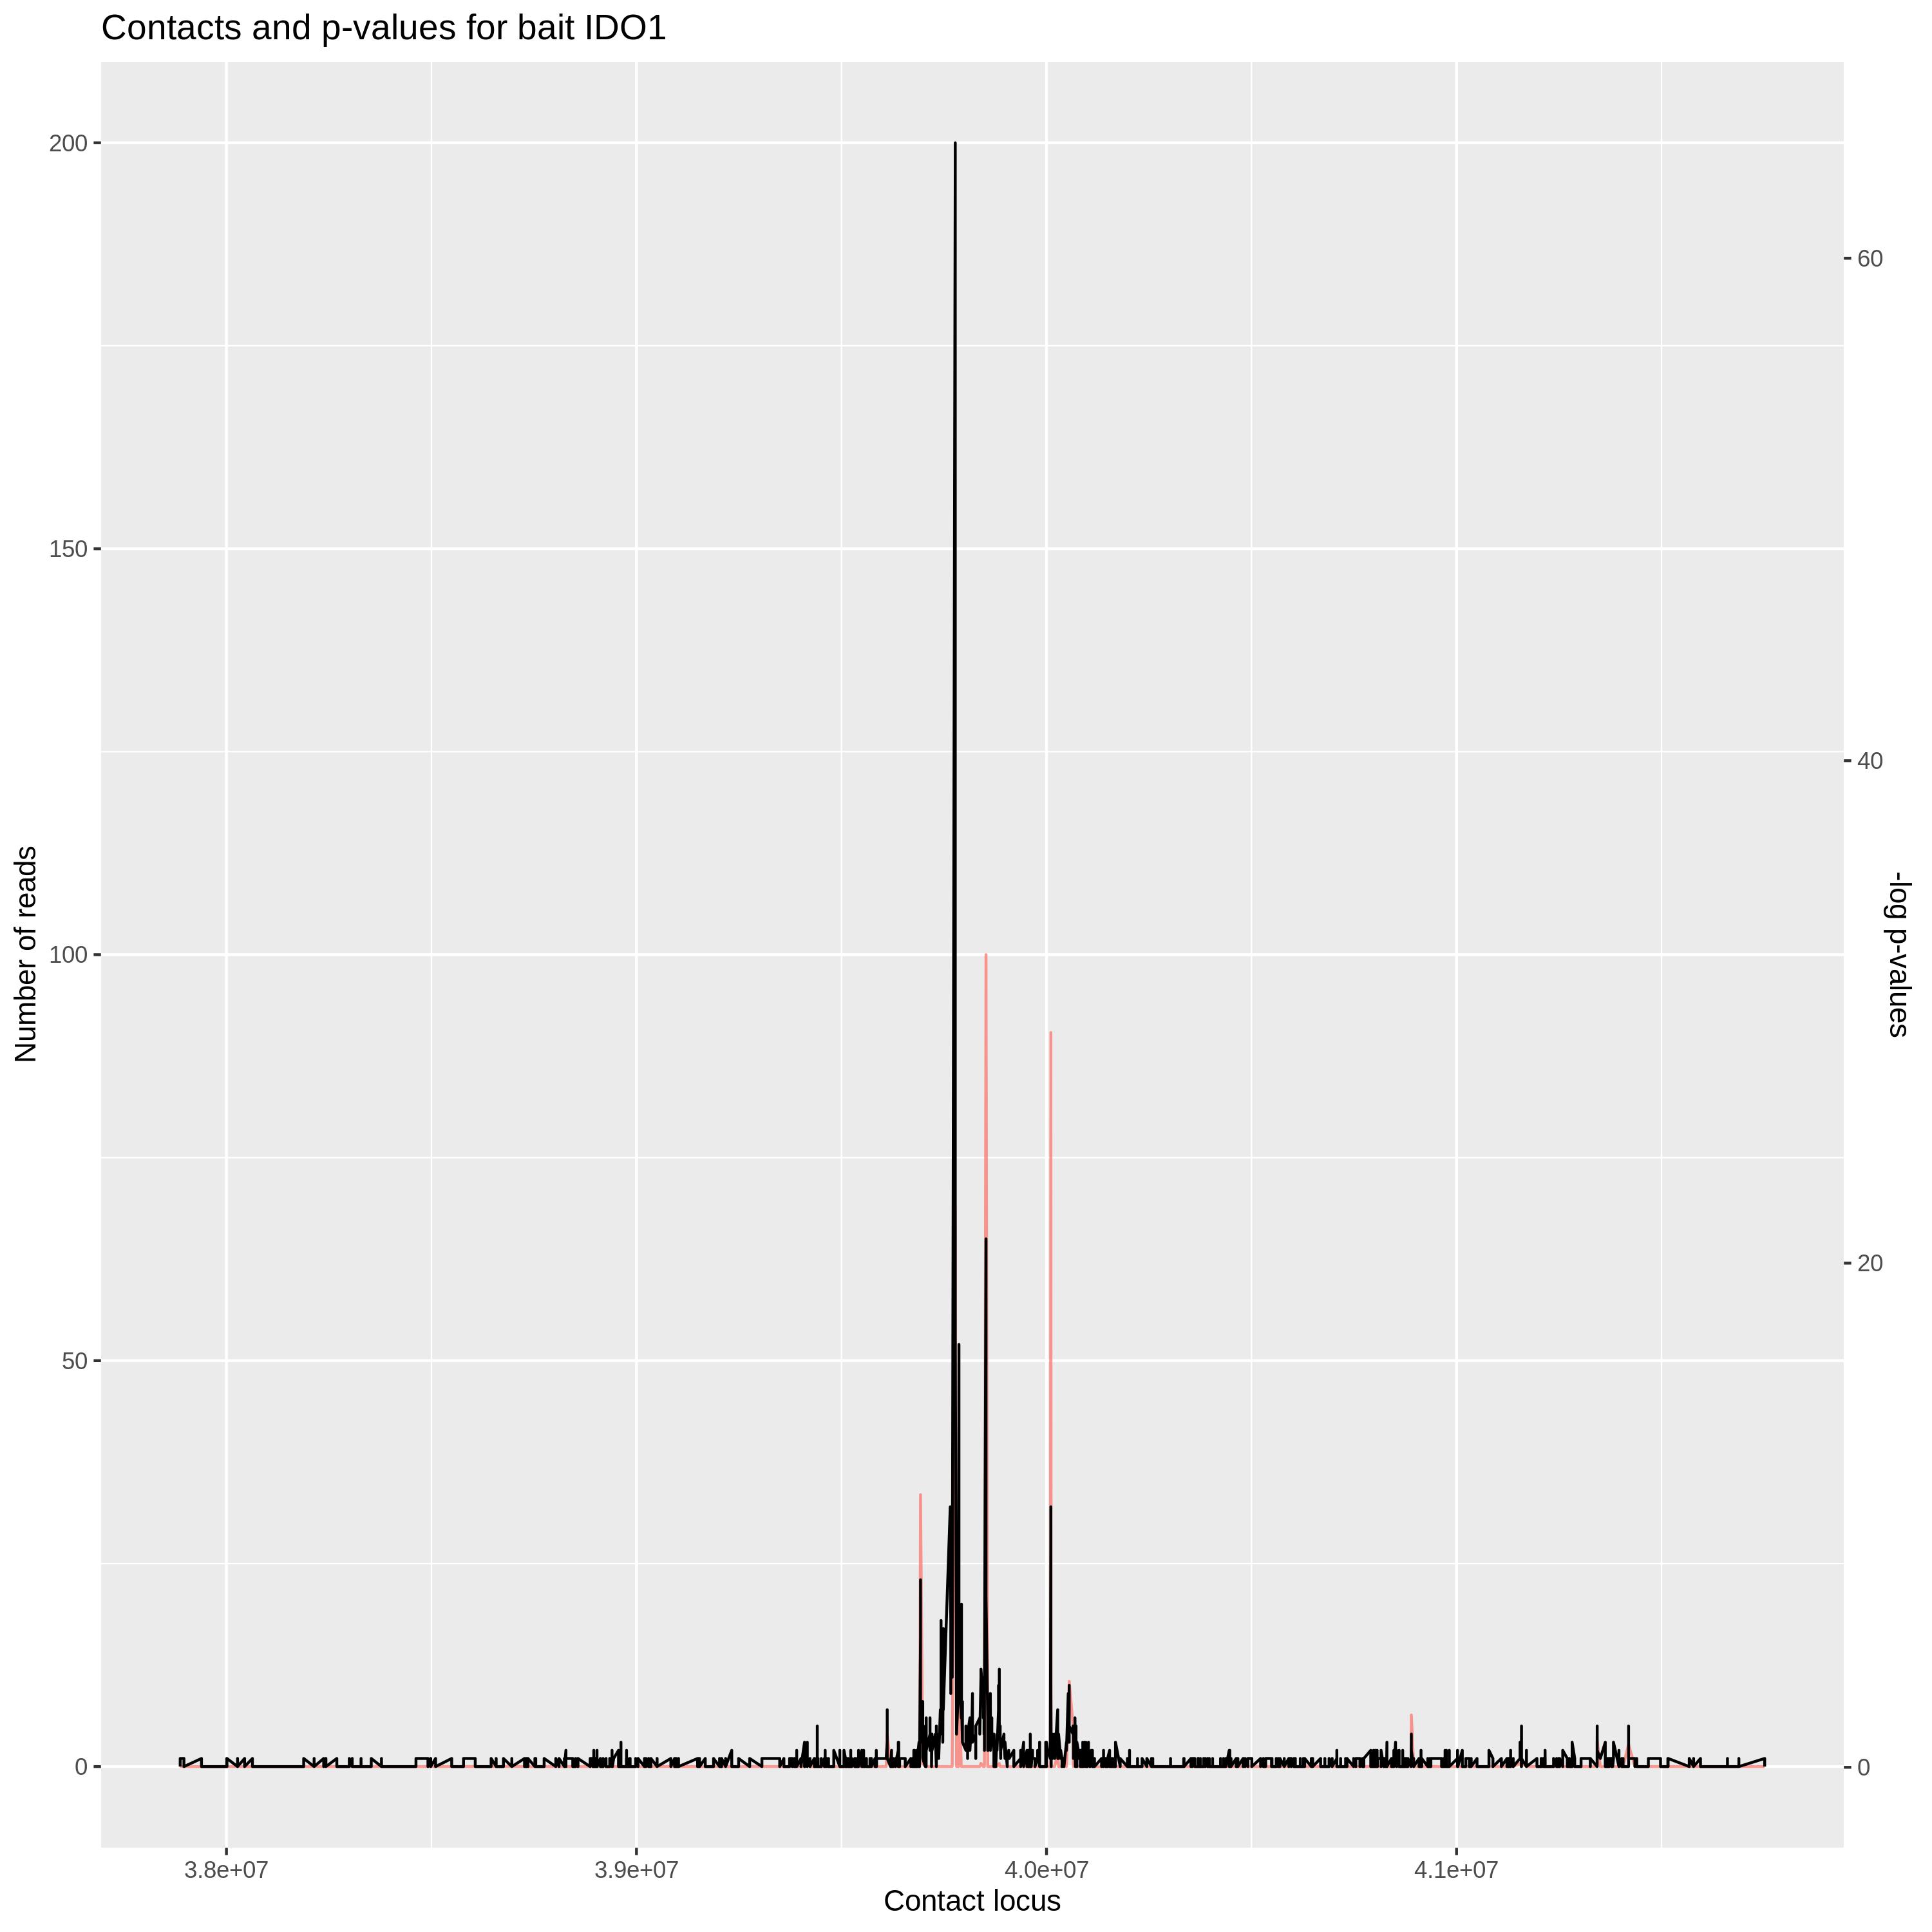 Contacts and p-values for bait IDO1
200
150
100
50
0
Number of reads
60
40
20
0
-log p-values
3.8e+07
3.9e+07
4.0e+07
4.1e+07
Contact locus